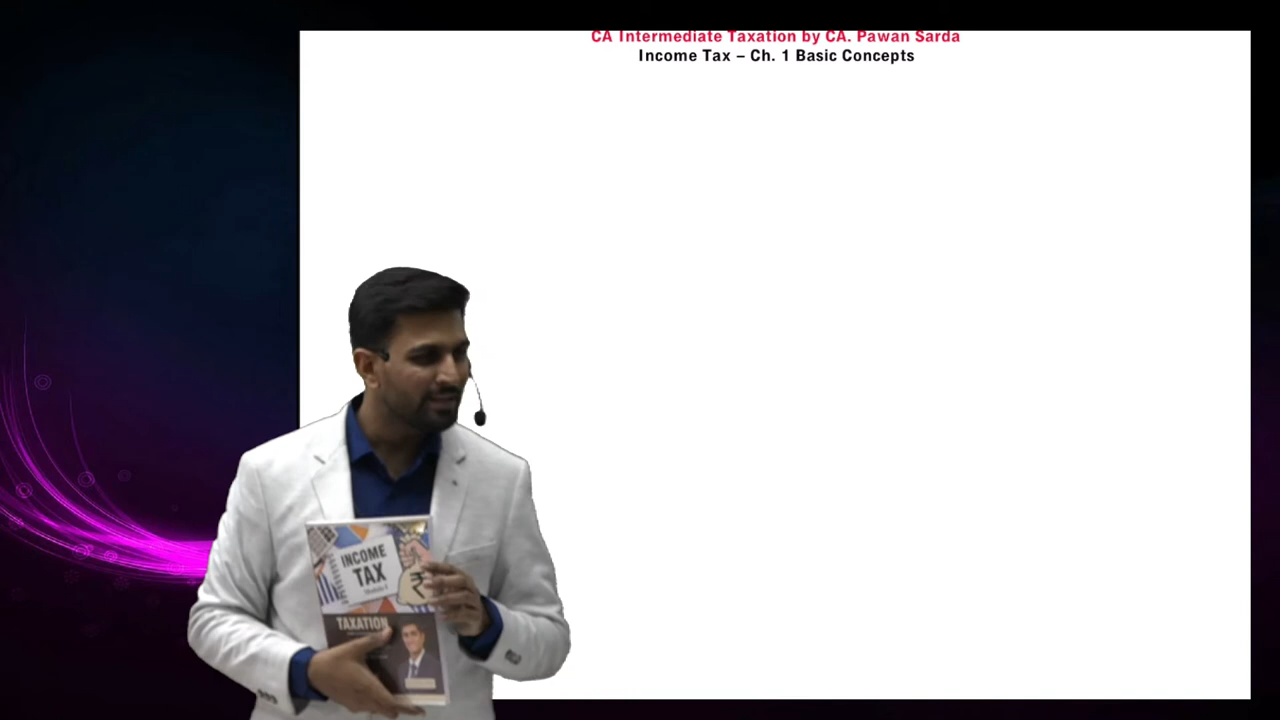 CA Intermediate Taxation by CA. Pawan Sarda
Income Tax – Ch. 1 Basic Concepts
INCOME
TAX
TAXATION